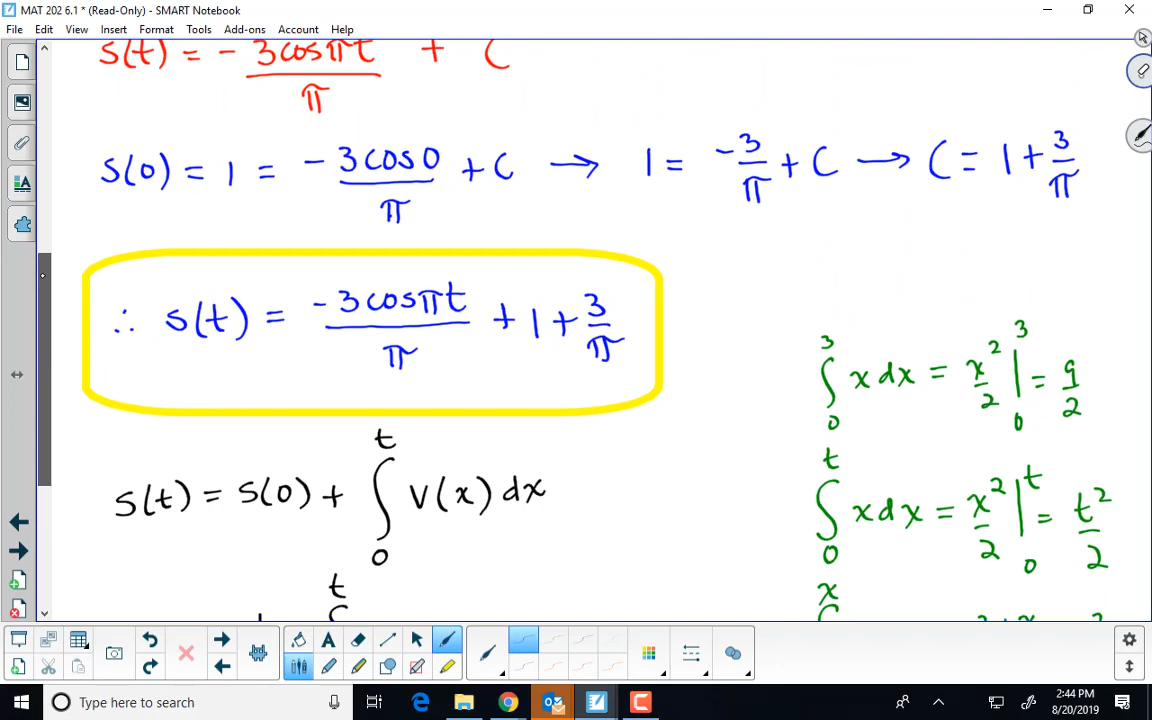 MAT 202 6.1 * (Read-Only) - SMART Notebook
File Edit View Insert Format Tools Add-ons Account Help
s(t) = - 3cosπt / π + C
s(0) = 1 = - 3cos0 / π + C → 1 = -3/π + C → C = 1 + 3/π
∴ s(t) = -3cosπt / π + 1 + 3/π
∫₀³ x dx = x²/2 |₀³ = 9/2
s(t) = s(0) + ∫₀ᵗ v(x) dx
∫₀ᵗ x dx = x²/2 |₀ᵗ = t²/2
t
x
Type here to search
2:44 PM
8/20/2019